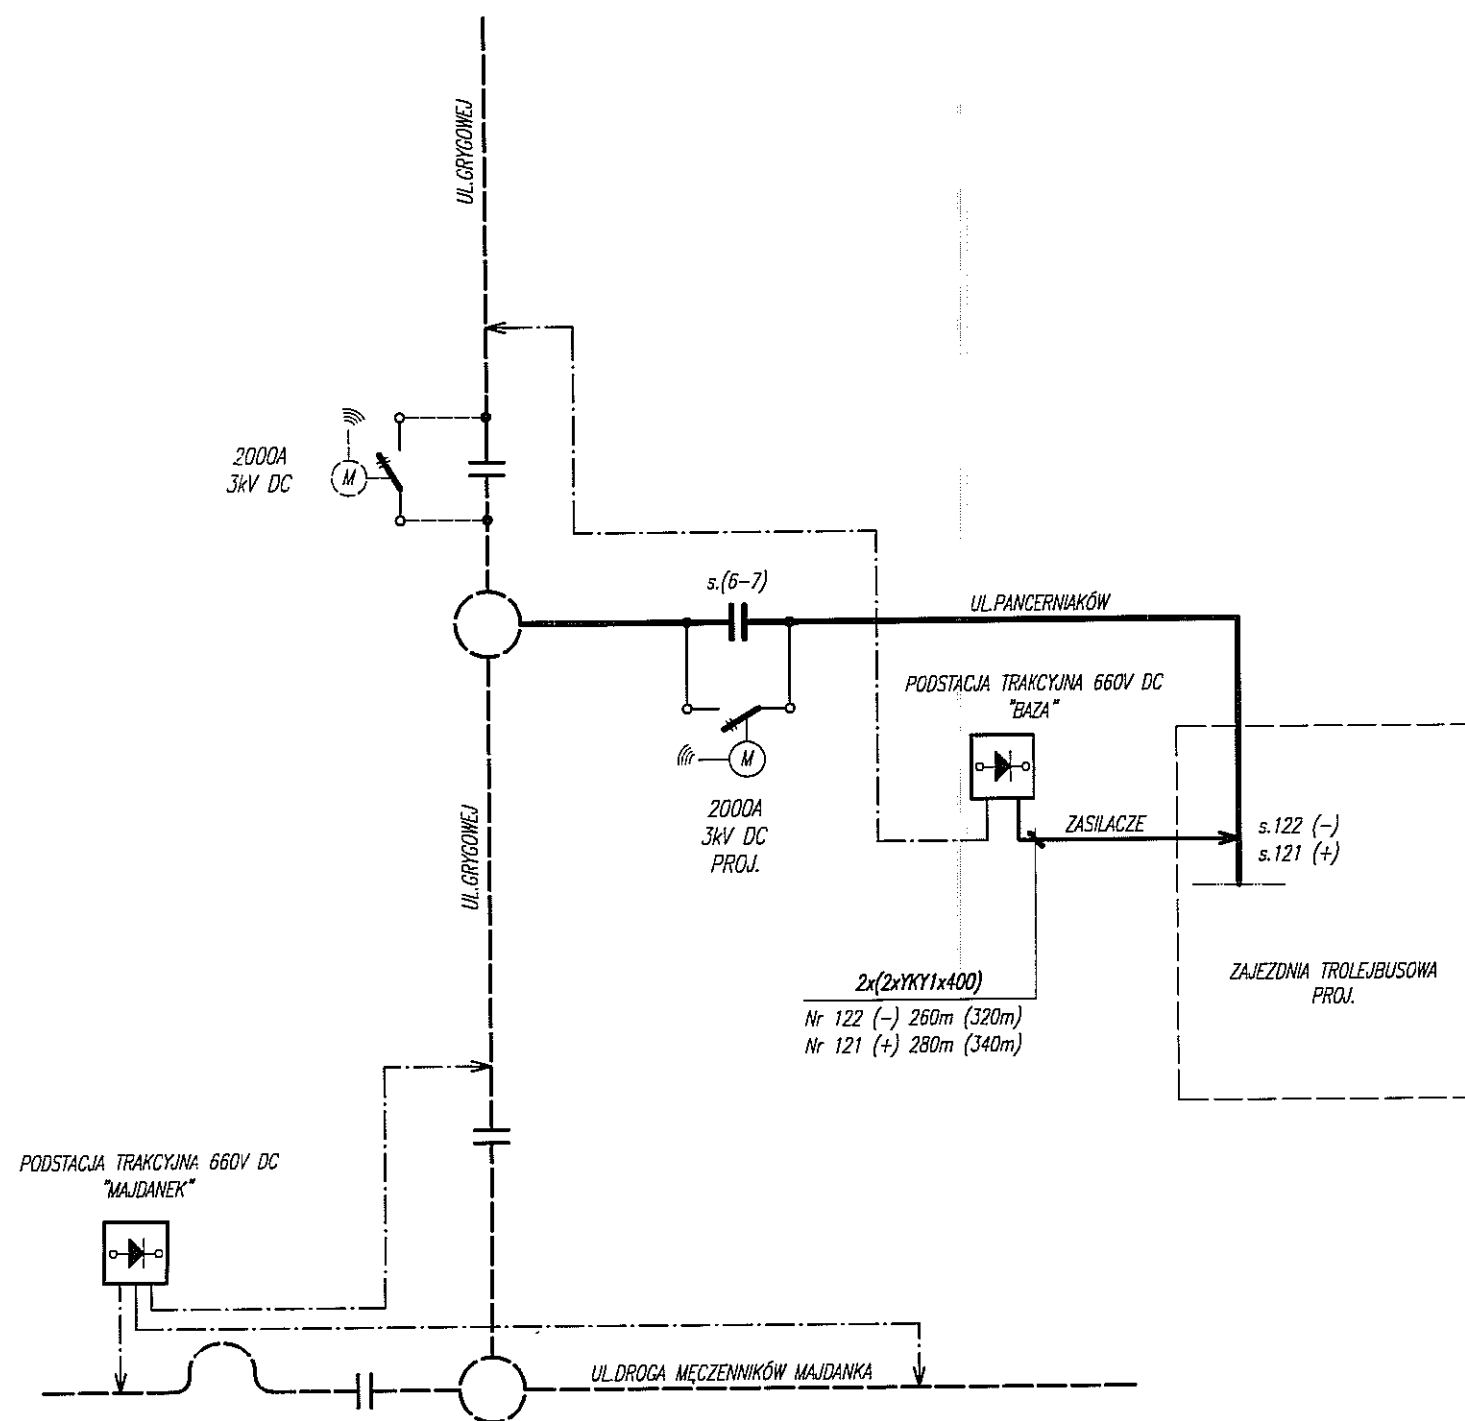 UL.GRYGOWEJ
2000A
3kV DC
M
s.(6-7)
UL.PANCERNIAKÓW
PODSTACJA TRAKCYJNA 660V DC
"BAZA"
M
2000A
3kV DC
PROJ.
ZASILACZE
s.122 (-)
s.121 (+)
UL.GRYGOWEJ
2x(2xYKY1x400)
Nr 122 (-) 260m (320m)
Nr 121 (+) 280m (340m)
ZAJEZDNIA TROLEJBUSOWA
PROJ.
PODSTACJA TRAKCYJNA 660V DC
"MAJDANEK"
UL.DROGA MĘCZENNIKÓW MAJDANKA